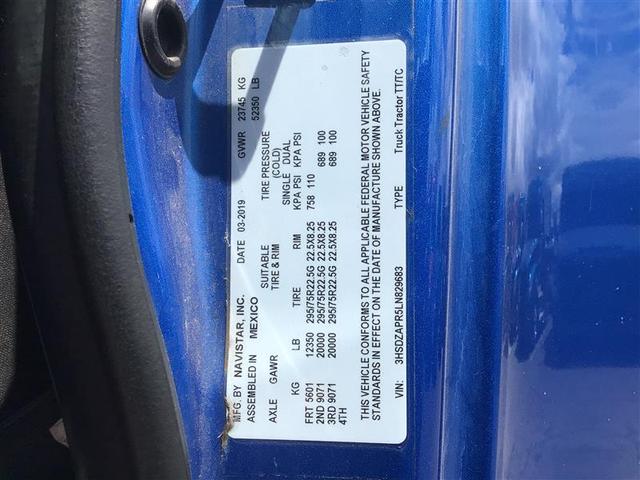 MFG. BY NAVISTAR, INC. DATE 03-2019 GVWR 23745 KG
ASSEMBLED IN MEXICO 52350 LB
SUITABLE TIRE PRESSURE
AXLE GAWR TIRE & RIM (COLD)
SINGLE DUAL
KG LB TIRE RIM KPA PSI KPA PSI
FRT 5601 12350 295/75R22.5G 22.5X8.25 758 110
2ND 9071 20000 295/75R22.5G 22.5X8.25 689 100
3RD 9071 20000 295/75R22.5G 22.5X8.25 689 100
4TH
THIS VEHICLE CONFORMS TO ALL APPLICABLE FEDERAL MOTOR VEHICLE SAFETY
STANDARDS IN EFFECT ON THE DATE OF MANUFACTURE SHOWN ABOVE.
VIN: 3HSDZAPR5LN829683 TYPE Truck Tractor TT/TC